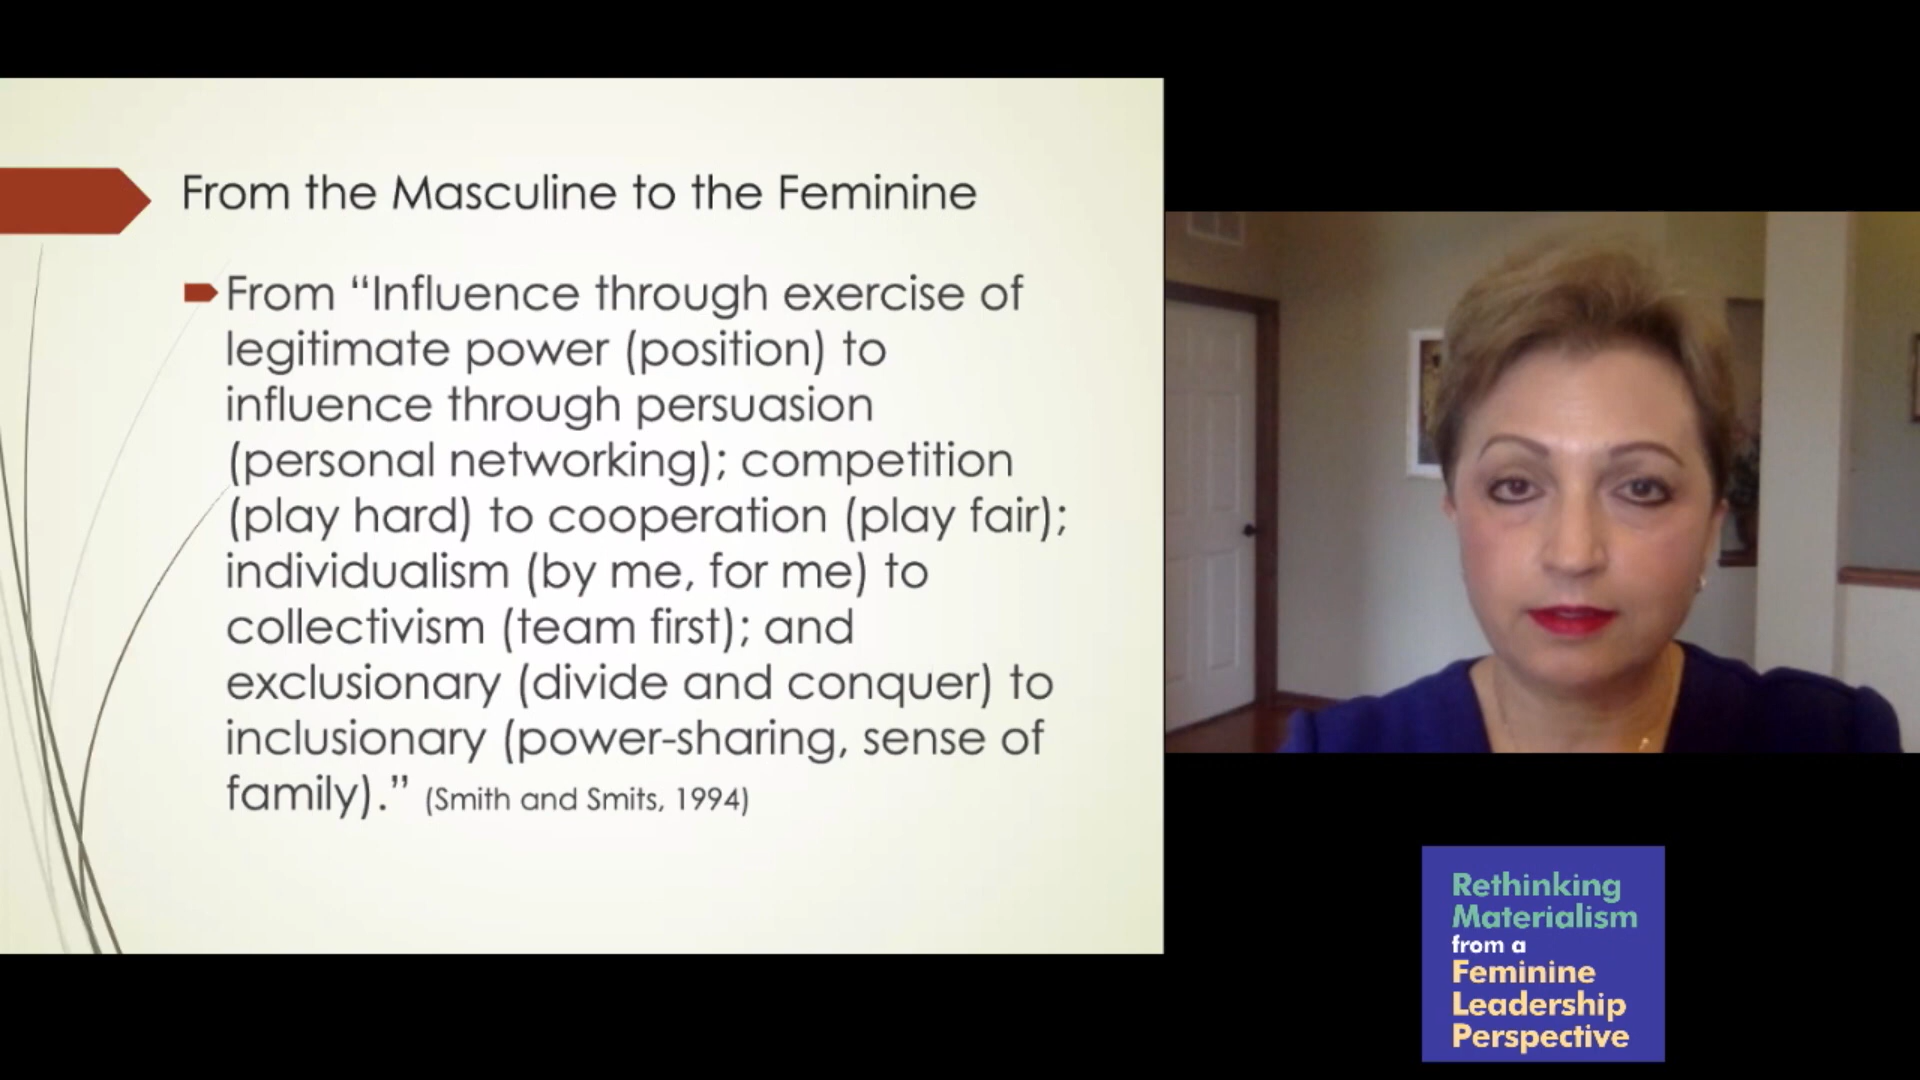 From the Masculine to the Feminine
From “Influence through exercise of
legitimate power (position) to
influence through persuasion
(personal networking); competition
(play hard) to cooperation (play fair);
individualism (by me, for me) to
collectivism (team first); and
exclusionary (divide and conquer) to
inclusionary (power-sharing, sense of
family).” (Smith and Smits, 1994)
Rethinking
Materialism
from a
Feminine
Leadership
Perspective